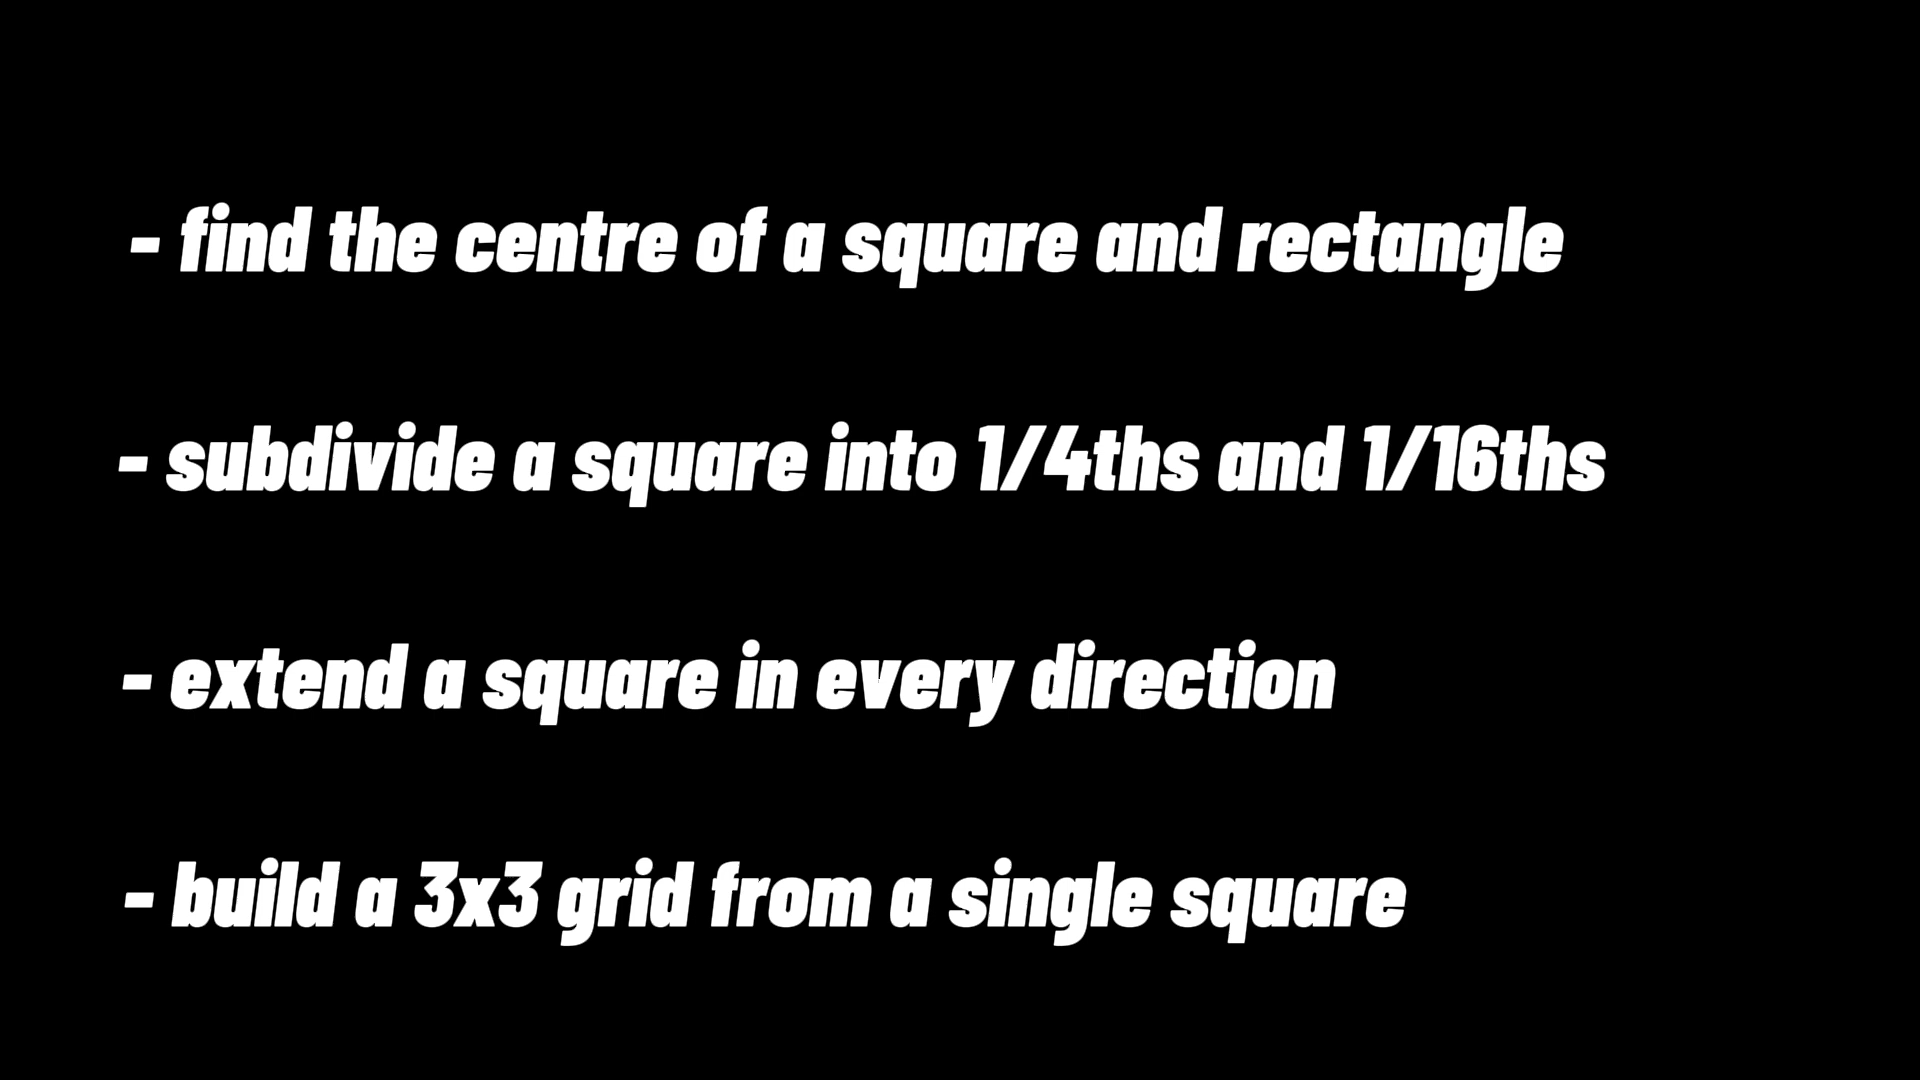 - find the centre of a square and rectangle
- subdivide a square into 1/4ths and 1/16ths
- extend a square in every direction
- build a 3x3 grid from a single square